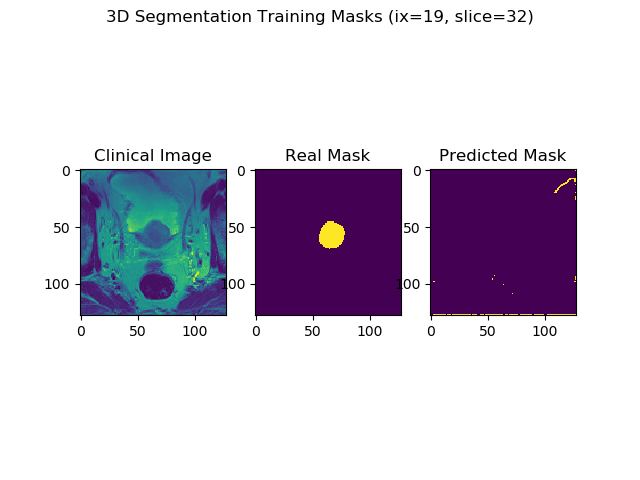 3D Segmentation Training Masks (ix=19, slice=32)
Clinical Image Real Mask Predicted Mask
0 0 0
50 50 50
100 100 100
0 50 100 0 50 100 0 50 100